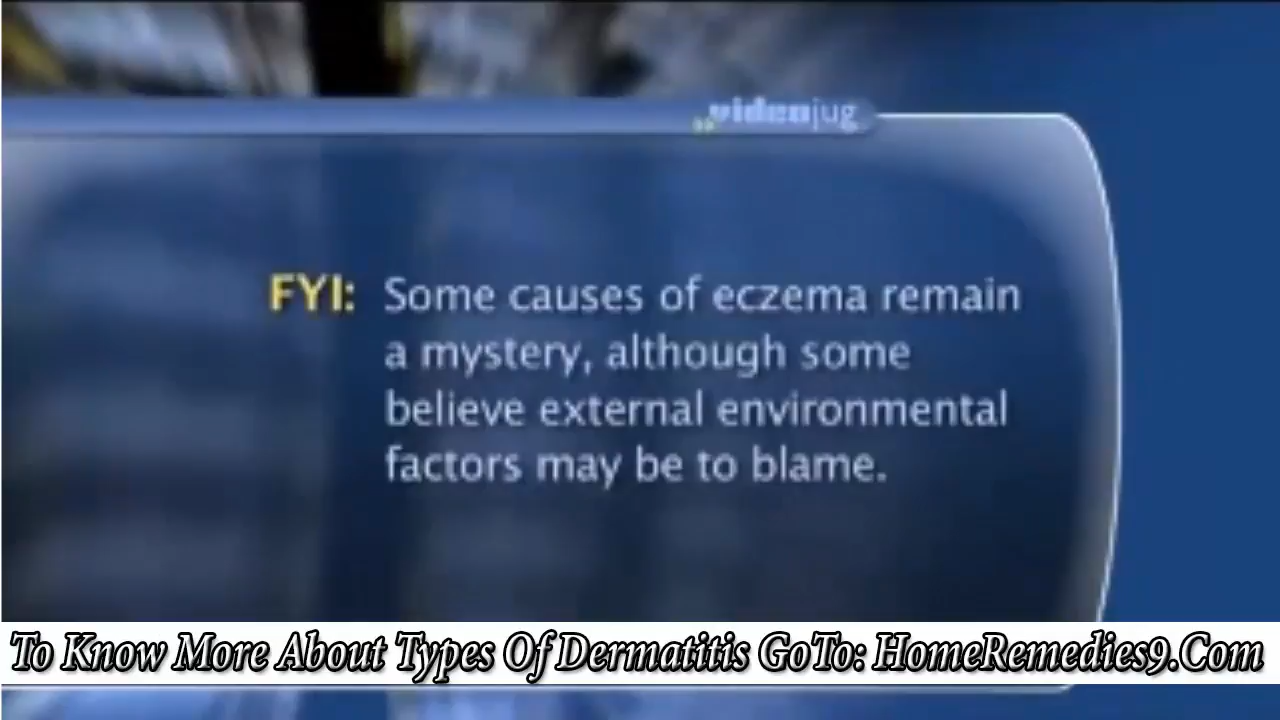 videojug
FYI: Some causes of eczema remain
a mystery, although some
believe external environmental
factors may be to blame.
To Know More About Types Of Dermatitis GoTo: HomeRemedies9.Com